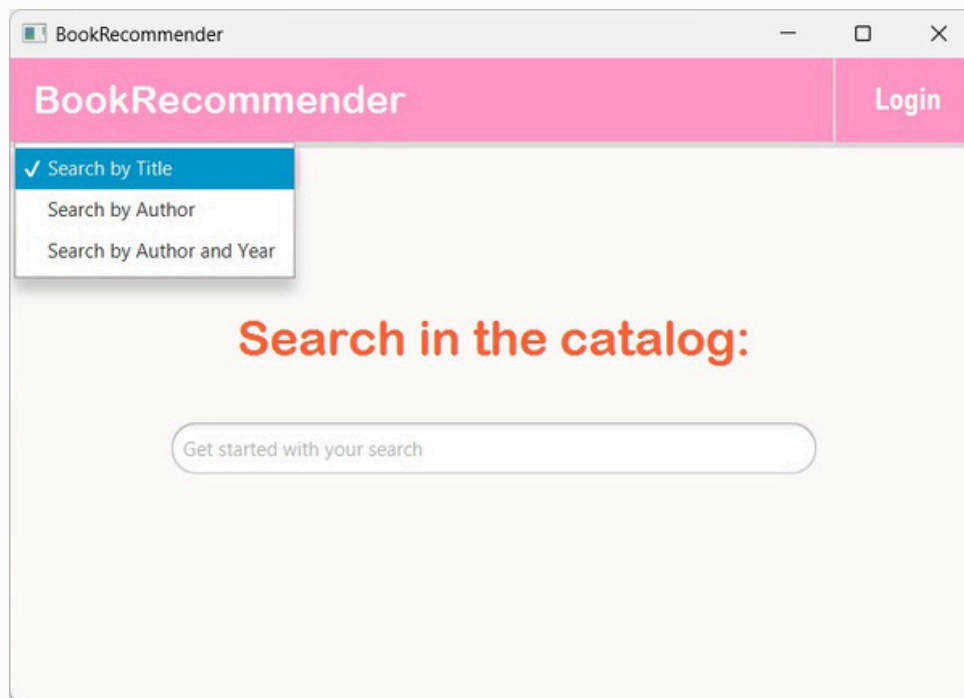 BookRecommender
BookRecommender
Login
✓ Search by Title
Search by Author
Search by Author and Year
Search in the catalog:
Get started with your search